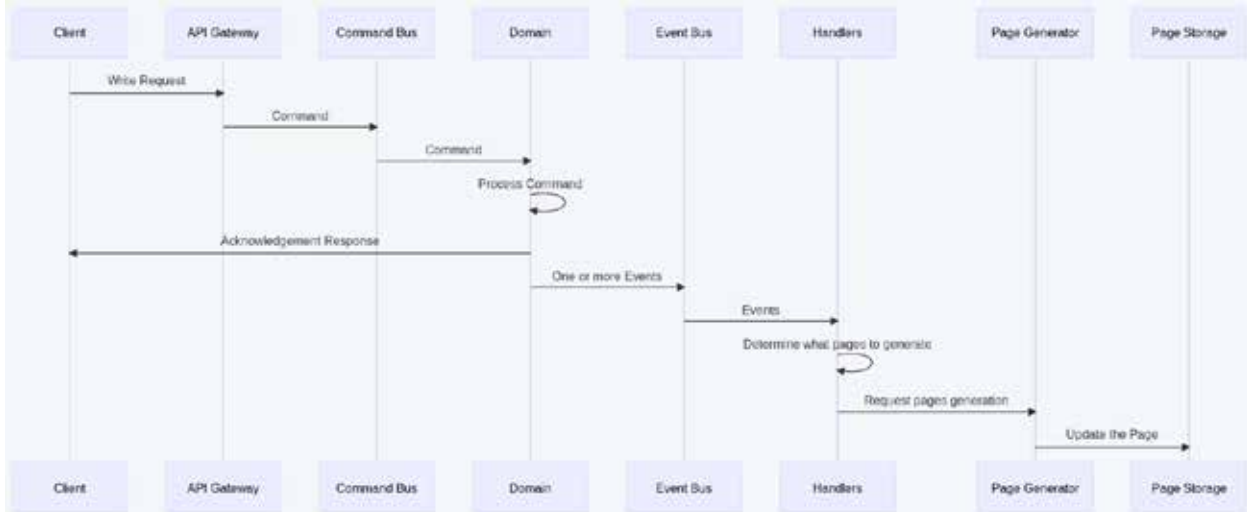 Client API Gateway Command Bus Domain Event Bus Handlers Page Generator Page Storage
Write Request
Command
Command
Process Command
Acknowledgement Response
One or more Events
Events
Determine what pages to generate
Request pages generation
Update the Page
Client API Gateway Command Bus Domain Event Bus Handlers Page Generator Page Storage